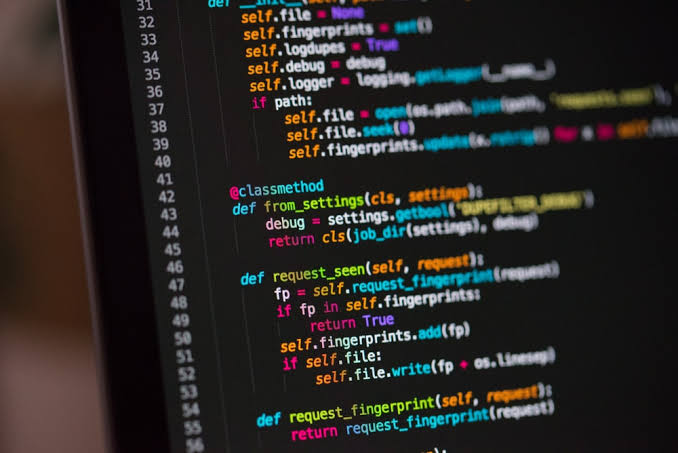 31 def __init__(self,
32 self.file = None
33 self.fingerprints = set()
34 self.logdupes = True
35 self.debug = debug
36 self.logger = logging.getLogger(__name__)
37 if path:
38 self.file = open(os.path.join(path, 'requests.seen'),
39 self.file.seek(0)
40 self.fingerprints.update(x.rstrip() for x in self.file
41
42 @classmethod
43 def from_settings(cls, settings):
44 debug = settings.getbool('DUPEFILTER_DEBUG')
45 return cls(job_dir(settings), debug)
46
47 def request_seen(self, request):
48 fp = self.request_fingerprint(request)
49 if fp in self.fingerprints:
50 return True
51 self.fingerprints.add(fp)
52 if self.file:
53 self.file.write(fp + os.linesep)
54
55 def request_fingerprint(self, request):
56 return request_fingerprint(request)